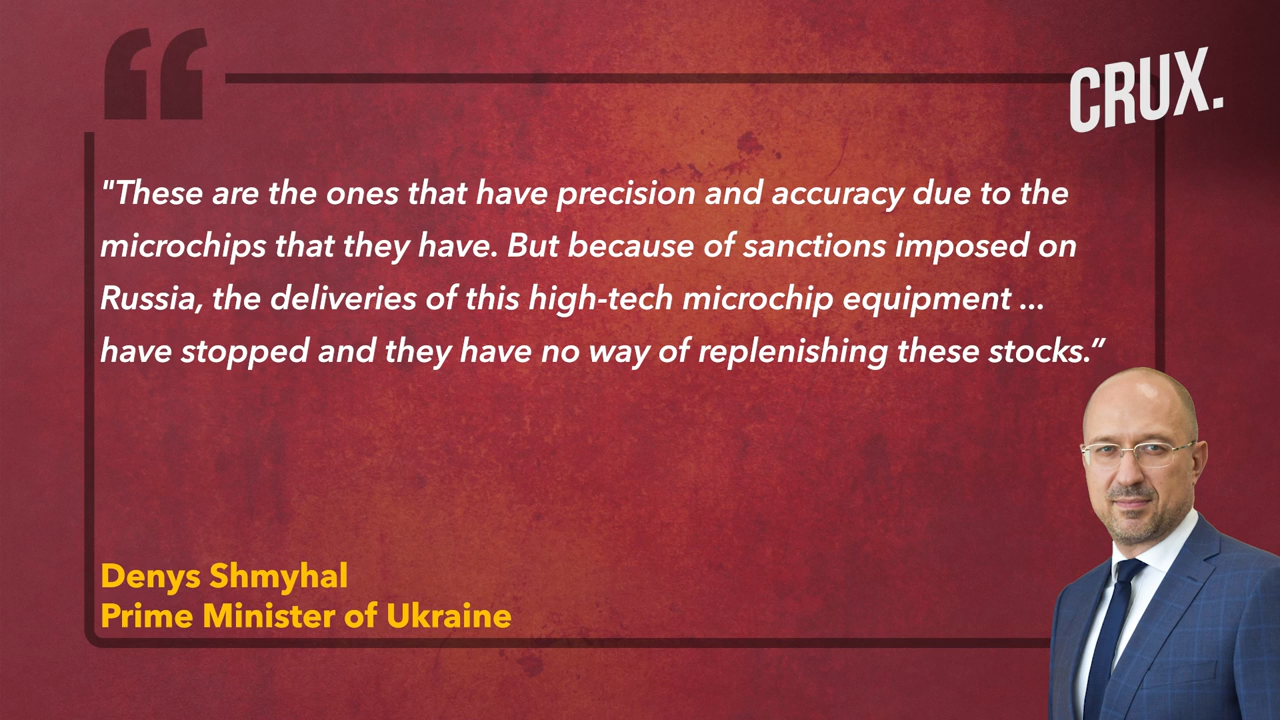 CRUX.
"These are the ones that have precision and accuracy due to the
microchips that they have. But because of sanctions imposed on
Russia, the deliveries of this high-tech microchip equipment ...
have stopped and they have no way of replenishing these stocks.”
Denys Shmyhal
Prime Minister of Ukraine